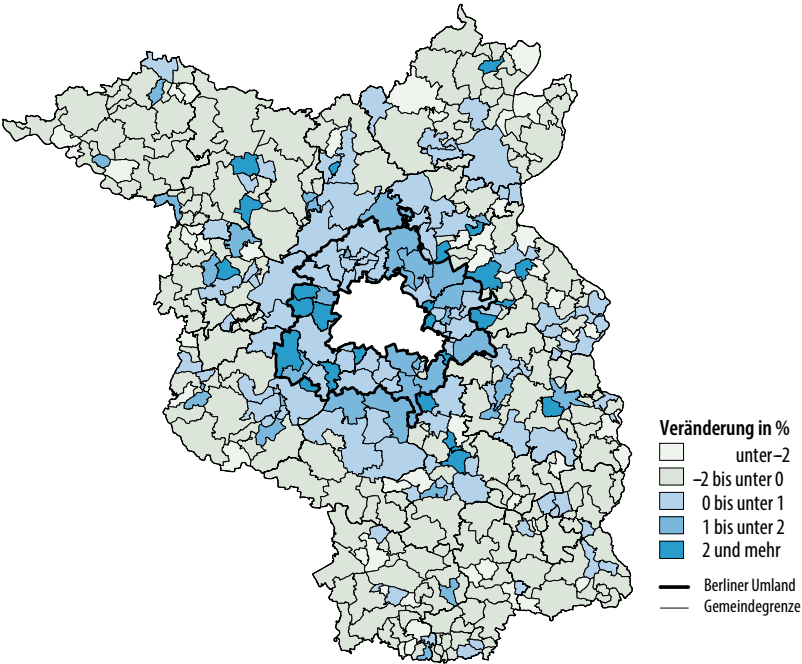 Veränderung in %
unter–2
–2 bis unter 0
0 bis unter 1
1 bis unter 2
2 und mehr
Berliner Umland
Gemeindegrenze